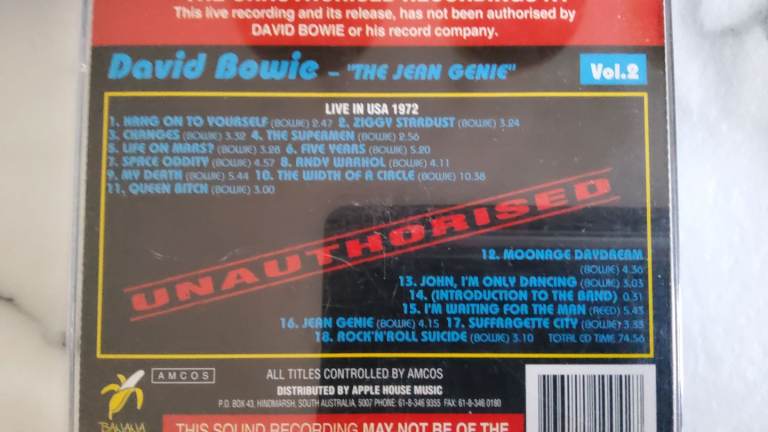 This live recording and its release, has not been authorised by
DAVID BOWIE or his record company.
David Bowie – "THE JEAN GENIE" Vol.2
LIVE IN USA 1972
1. HANG ON TO YOURSELF (BOWIE) 2.47 2. ZIGGY STARDUST (BOWIE) 3.24
3. CHANGES (BOWIE) 3.32 4. THE SUPERMEN (BOWIE) 2.56
5. LIFE ON MARS? (BOWIE) 3.28 6. FIVE YEARS (BOWIE) 5.20
7. SPACE ODDITY (BOWIE) 4.57 8. ANDY WARHOL (BOWIE) 4.11
9. MY DEATH (BOWIE) 5.44 10. THE WIDTH OF A CIRCLE (BOWIE) 10.38
11, QUEEN BITCH (BOWIE) 3.00
UNAUTHORISED
12. MOONAGE DAYDREAM
(BOWIE) 4.36
13. JOHN, I'M ONLY DANCING (BOWIE) 3.03
14. (INTRODUCTION TO THE BAND) 0.31
15. I'M WAITING FOR THE MAN (REED) 5.43
16. JEAN GENIE (BOWIE) 4.15 17. SUFFRAGETTE CITY (BOWIE) 3.33
18. ROCK'N'ROLL SUICIDE (BOWIE) 3.10 TOTAL CD TIME 74.56
AMCOS
ALL TITLES CONTROLLED BY AMCOS
DISTRIBUTED BY APPLE HOUSE MUSIC
P.O. BOX 43, HINDMARSH, SOUTH AUSTRALIA, 5007 PHONE: 61-8-346 9355 FAX: 61-8-346 0180
BANANA
THIS SOUND RECORDING MAY NOT BE OF THE